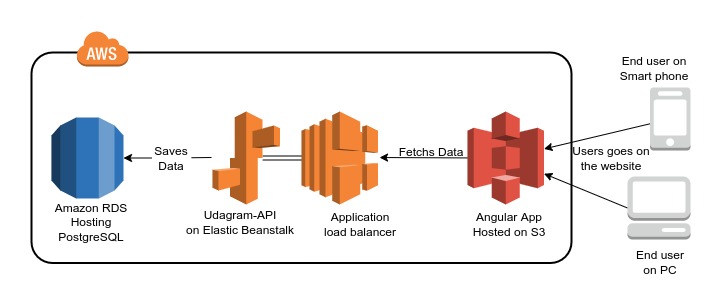 AWS
End user on
Smart phone
Saves
Data
Fetchs Data
Users goes on
the website
Amazon RDS
Hosting
PostgreSQL
Udagram-API
on Elastic Beanstalk
Application
load balancer
Angular App
Hosted on S3
End user
on PC